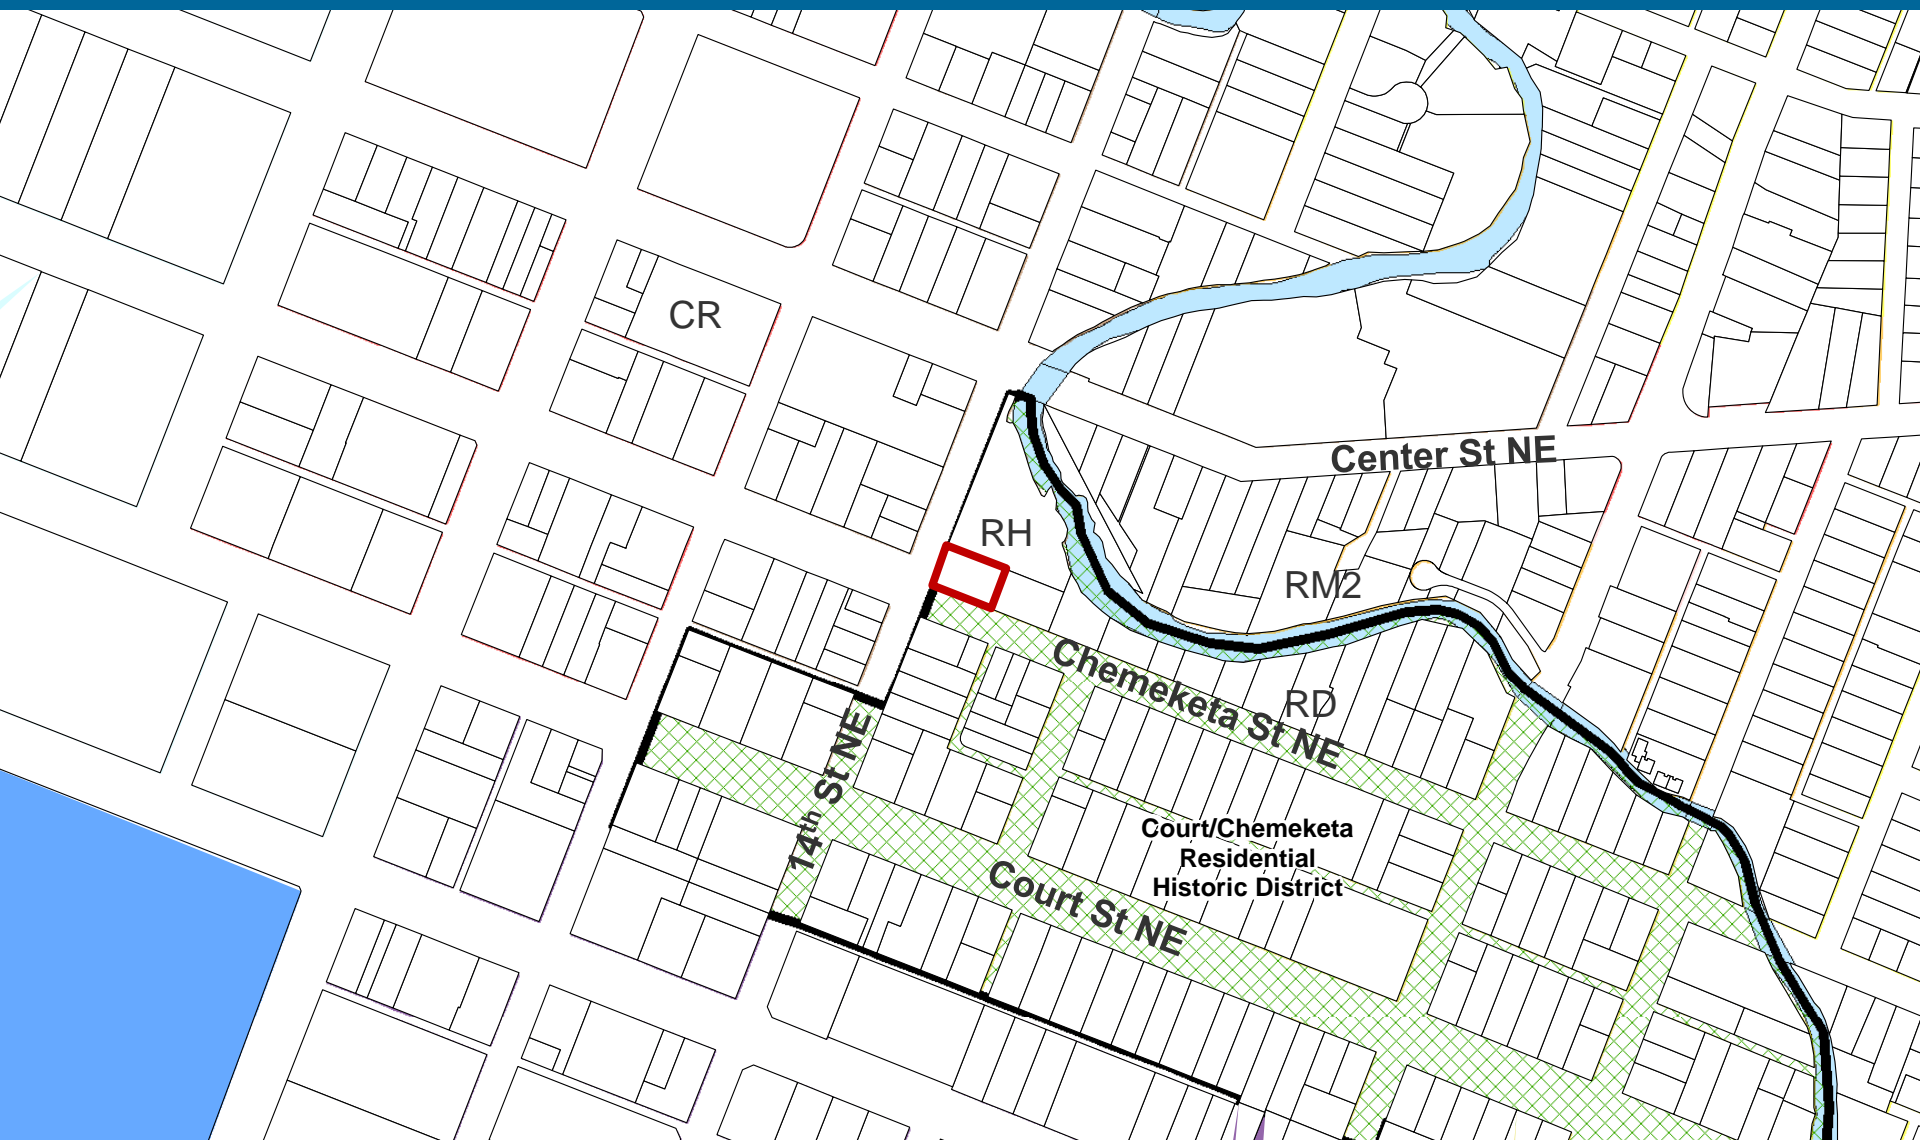 CR
Center St NE
RH
RM2
Chemeketa St NE
RD
14th St NE
Court/Chemeketa
Residential
Historic District
Court St NE